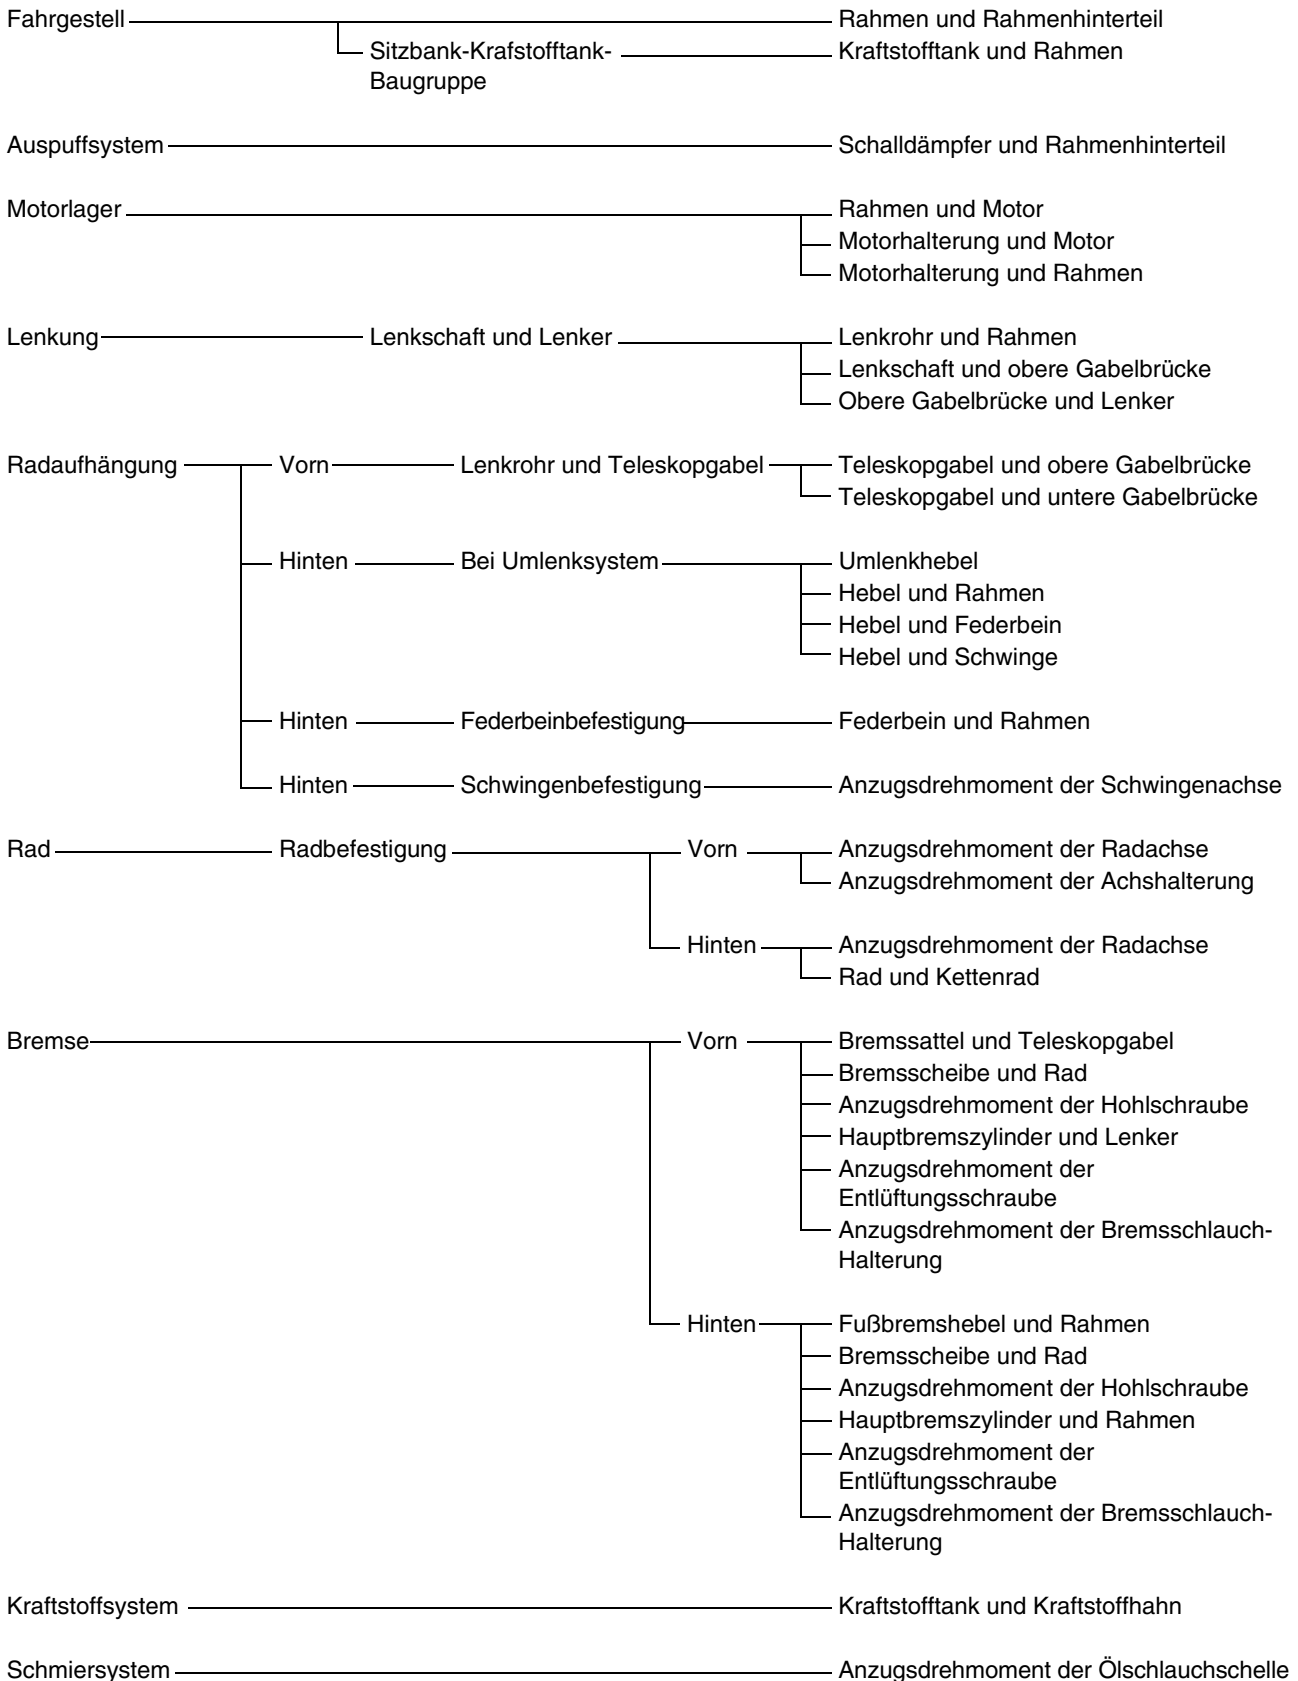 Fahrgestell Rahmen und Rahmenhinterteil
Sitzbank-Krafstofftank- Kraftstofftank und Rahmen
Baugruppe
Auspuffsystem Schalldämpfer und Rahmenhinterteil
Motorlager Rahmen und Motor
Motorhalterung und Motor
Motorhalterung und Rahmen
Lenkung Lenkschaft und Lenker Lenkrohr und Rahmen
Lenkschaft und obere Gabelbrücke
Obere Gabelbrücke und Lenker
Radaufhängung Vorn Lenkrohr und Teleskopgabel Teleskopgabel und obere Gabelbrücke
Teleskopgabel und untere Gabelbrücke
Hinten Bei Umlenksystem Umlenkhebel
Hebel und Rahmen
Hebel und Federbein
Hebel und Schwinge
Hinten Federbeinbefestigung Federbein und Rahmen
Hinten Schwingenbefestigung Anzugsdrehmoment der Schwingenachse
Rad Radbefestigung Vorn Anzugsdrehmoment der Radachse
Anzugsdrehmoment der Achshalterung
Hinten Anzugsdrehmoment der Radachse
Rad und Kettenrad
Bremse Vorn Bremssattel und Teleskopgabel
Bremsscheibe und Rad
Anzugsdrehmoment der Hohlschraube
Hauptbremszylinder und Lenker
Anzugsdrehmoment der
Entlüftungsschraube
Anzugsdrehmoment der Bremsschlauch-
Halterung
Hinten Fußbremshebel und Rahmen
Bremsscheibe und Rad
Anzugsdrehmoment der Hohlschraube
Hauptbremszylinder und Rahmen
Anzugsdrehmoment der
Entlüftungsschraube
Anzugsdrehmoment der Bremsschlauch-
Halterung
Kraftstoffsystem Kraftstofftank und Kraftstoffhahn
Schmiersystem Anzugsdrehmoment der Ölschlauchschelle